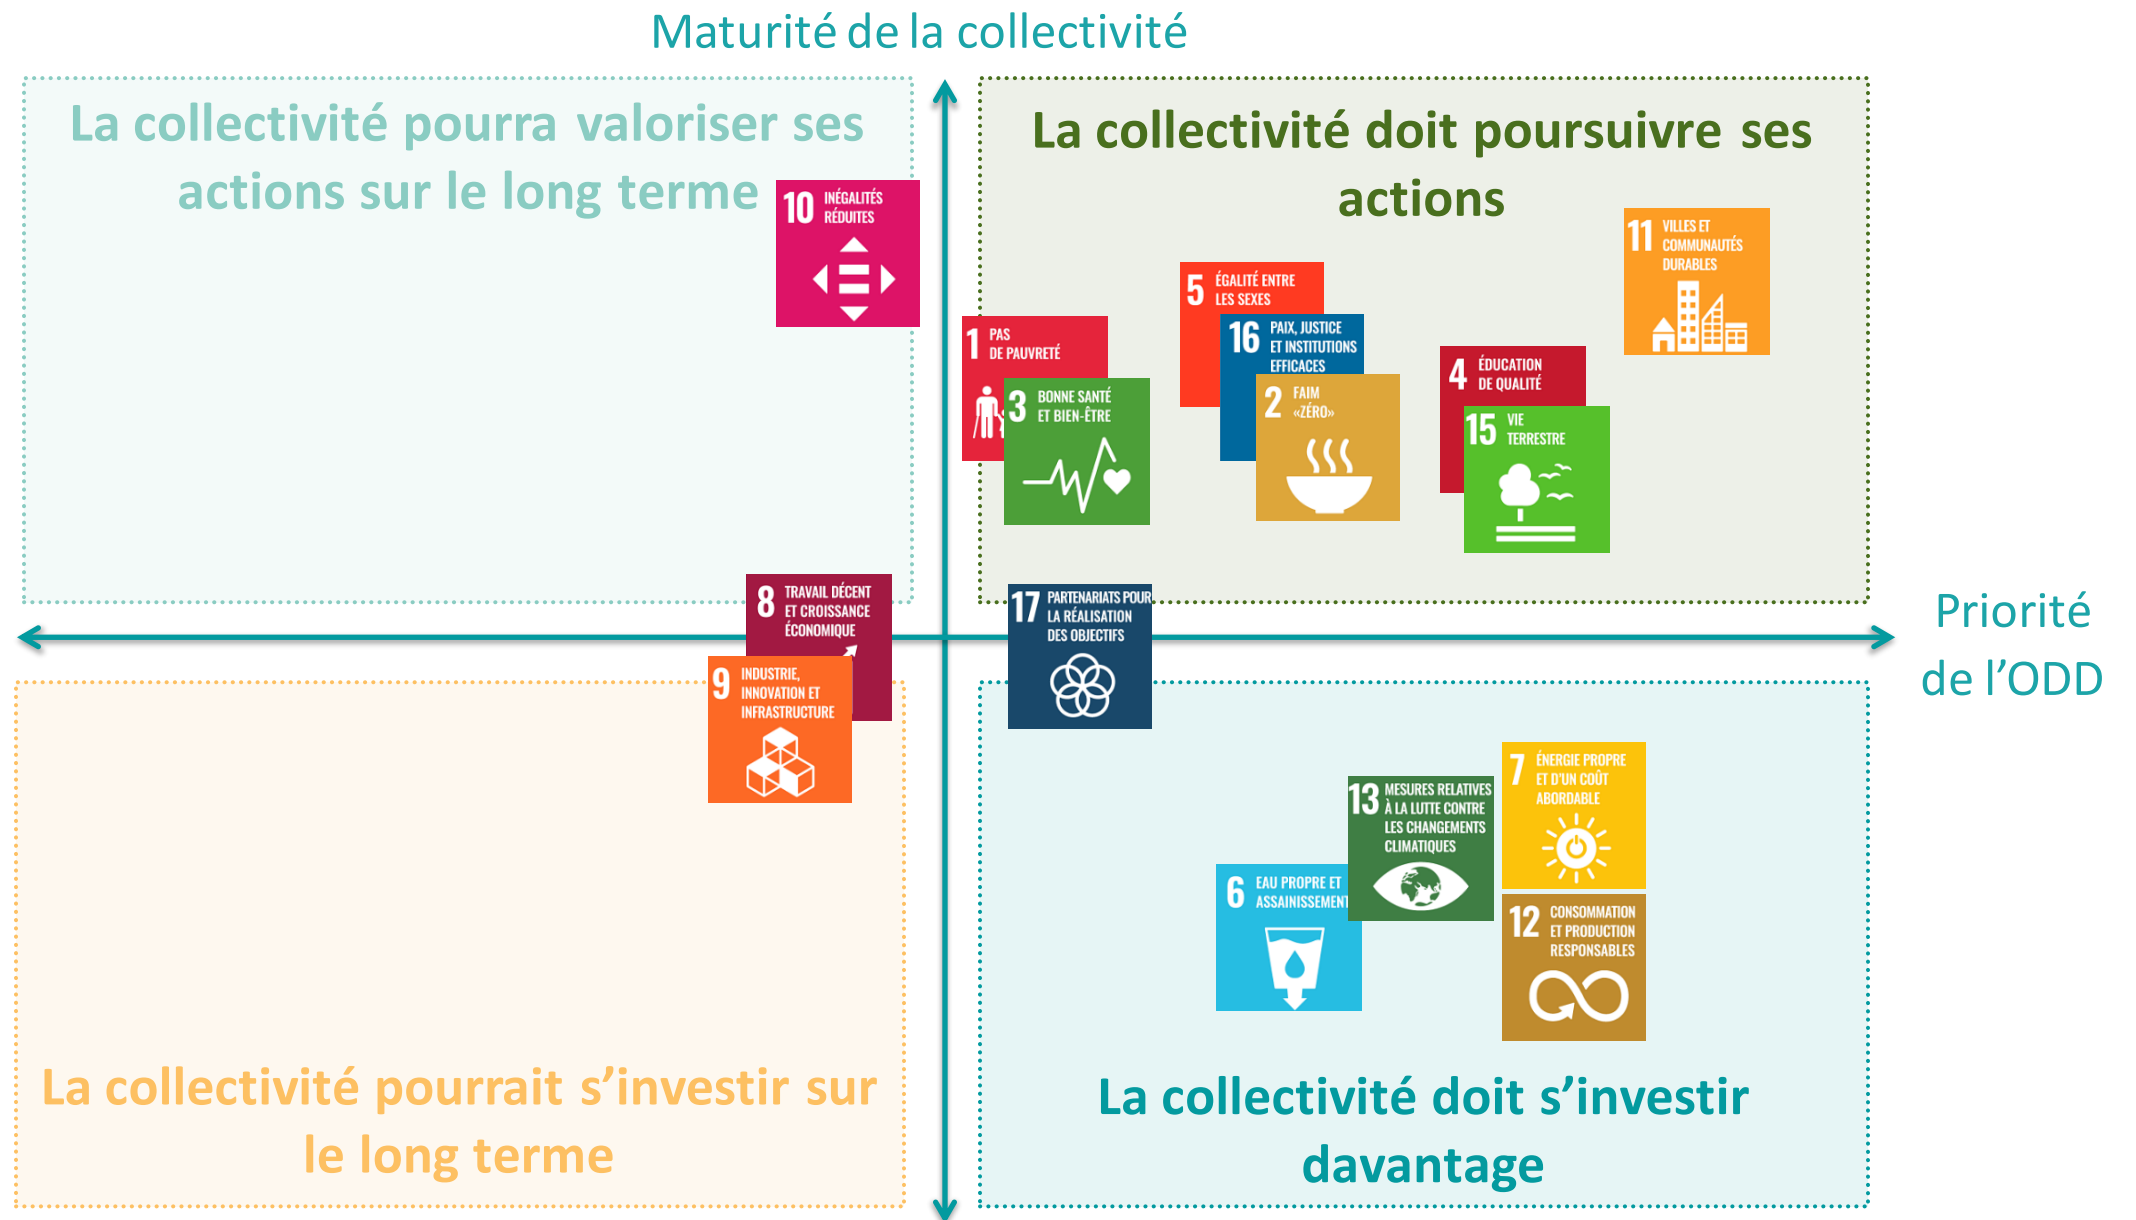 Maturité de la collectivité
La collectivité pourra valoriser ses
actions sur le long terme
10 INÉGALITÉS
RÉDUITES
La collectivité doit poursuivre ses
actions
11 VILLES ET
COMMUNAUTÉS
DURABLES
5 ÉGALITÉ ENTRE
LES SEXES
1 PAS
DE PAUVRETÉ
16 PAIX, JUSTICE
ET INSTITUTIONS
EFFICACES
4 ÉDUCATION
DE QUALITÉ
3 BONNE SANTÉ
ET BIEN-ÊTRE
2 FAIM
«ZÉRO»
15 VIE
TERRESTRE
8 TRAVAIL DÉCENT
ET CROISSANCE
ÉCONOMIQUE
17 PARTENARIATS POUR
LA RÉALISATION
DES OBJECTIFS
Priorité
de l’ODD
9 INDUSTRIE,
INNOVATION ET
INFRASTRUCTURE
7 ÉNERGIE PROPRE
ET D'UN COÛT
ABORDABLE
13 MESURES RELATIVES
À LA LUTTE CONTRE
LES CHANGEMENTS
CLIMATIQUES
6 EAU PROPRE ET
ASSAINISSEMENT
12 CONSOMMATION
ET PRODUCTION
RESPONSABLES
La collectivité pourrait s’investir sur
le long terme
La collectivité doit s’investir
davantage